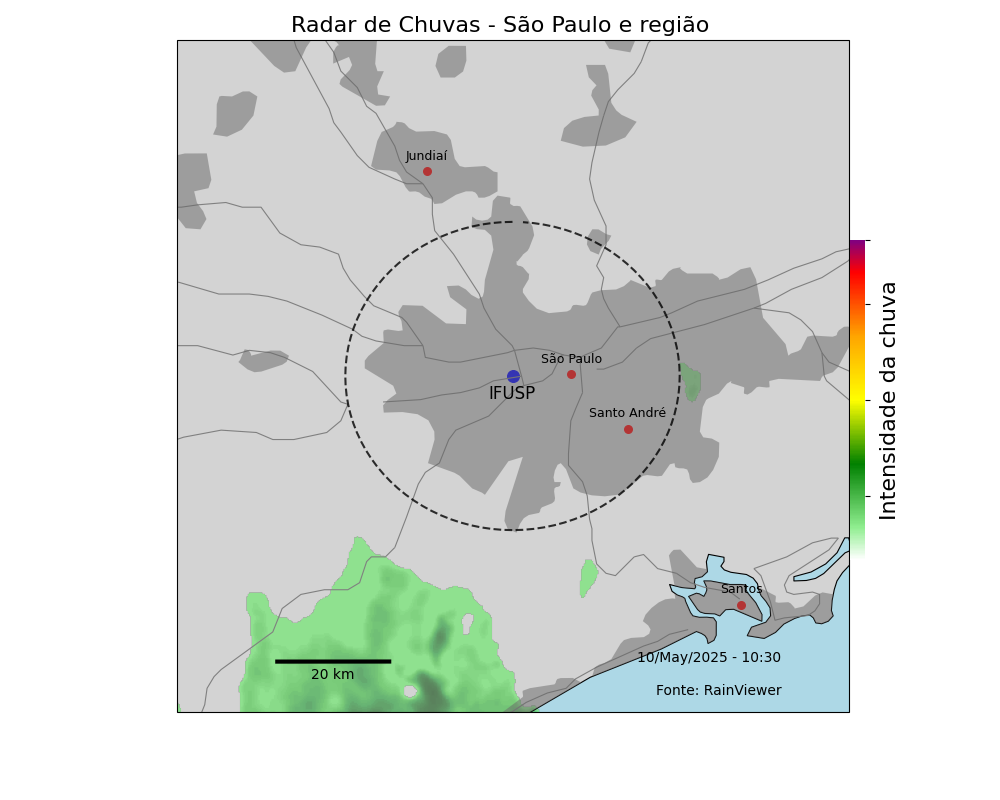 Radar de Chuvas - São Paulo e região
Jundiaí
São Paulo
IFUSP
Santo André
Intensidade da chuva
Santos
10/May/2025 - 10:30
20 km
Fonte: RainViewer